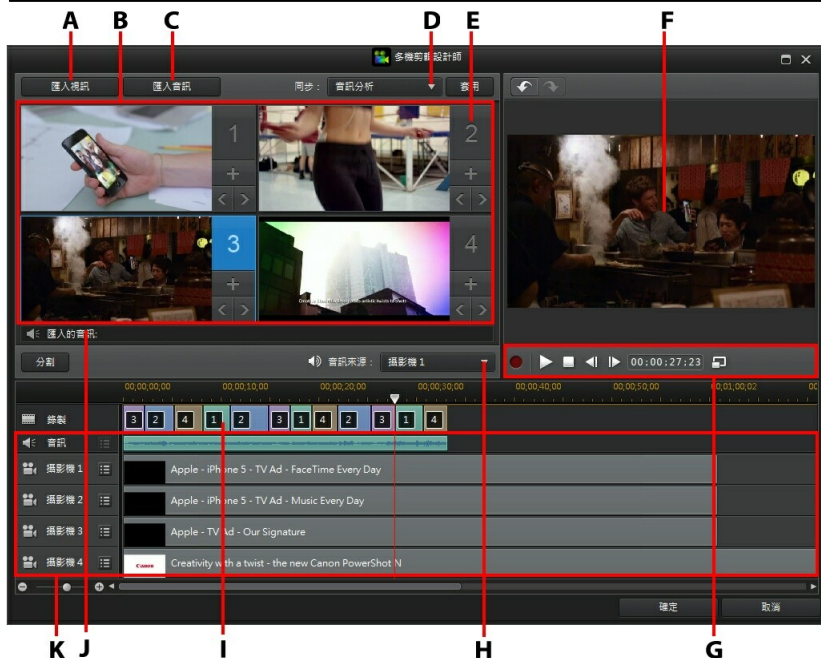 A B C D E F
多機剪輯設計師
匯入視訊 匯入音訊 同步： 音訊分析 套用
1 2
3 4
匯入的音訊:
分割 音訊來源： 攝影機 1 00;00;27;23
00;00;00;00 00;00;10;00 00;00;20;00 00;00;30;00 00;00;40;00 00;00;50;00 00;01;00;02 00
錄製 3 2 4 1 2 3 1 4 2 3 1 4
音訊
攝影機 1 Apple - iPhone 5 - TV Ad - FaceTime Every Day
攝影機 2 Apple - iPhone 5 - TV Ad - Music Every Day
攝影機 3 Apple - TV Ad - Our Signature
攝影機 4 Canon Creativity with a twist - the new Canon PowerShot N
確定 取消
K J I H G